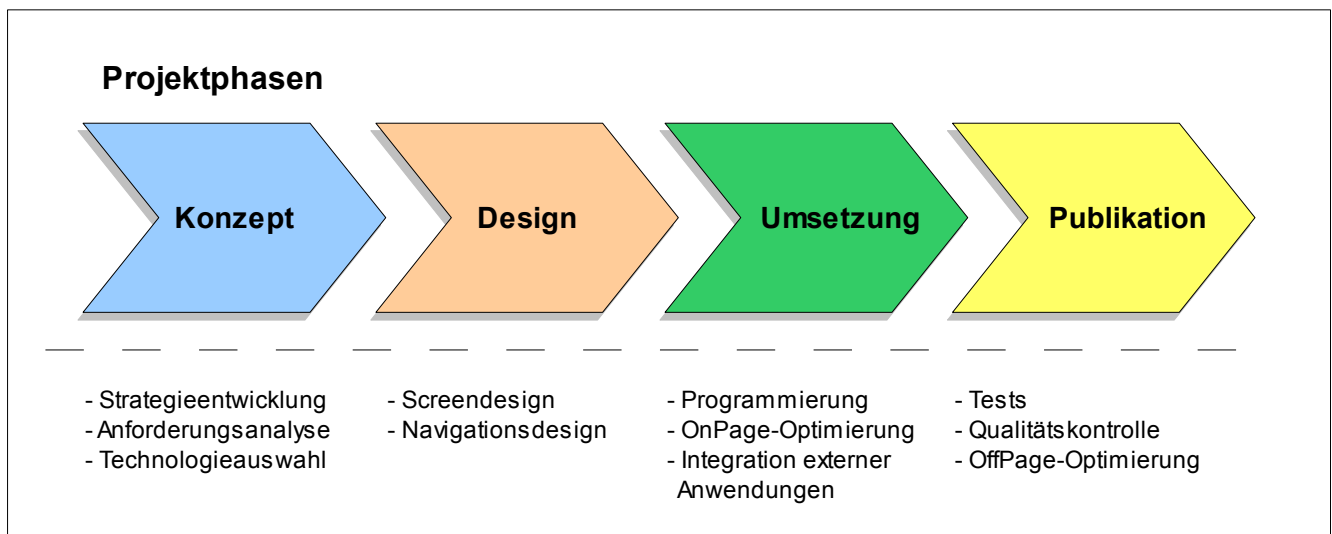 Projektphasen
Konzept
Design
Umsetzung
Publikation
- Strategieentwicklung
- Anforderungsanalyse
- Technologieauswahl
- Screendesign
- Navigationsdesign
- Programmierung
- OnPage-Optimierung
- Integration externer
Anwendungen
- Tests
- Qualitätskontrolle
- OffPage-Optimierung